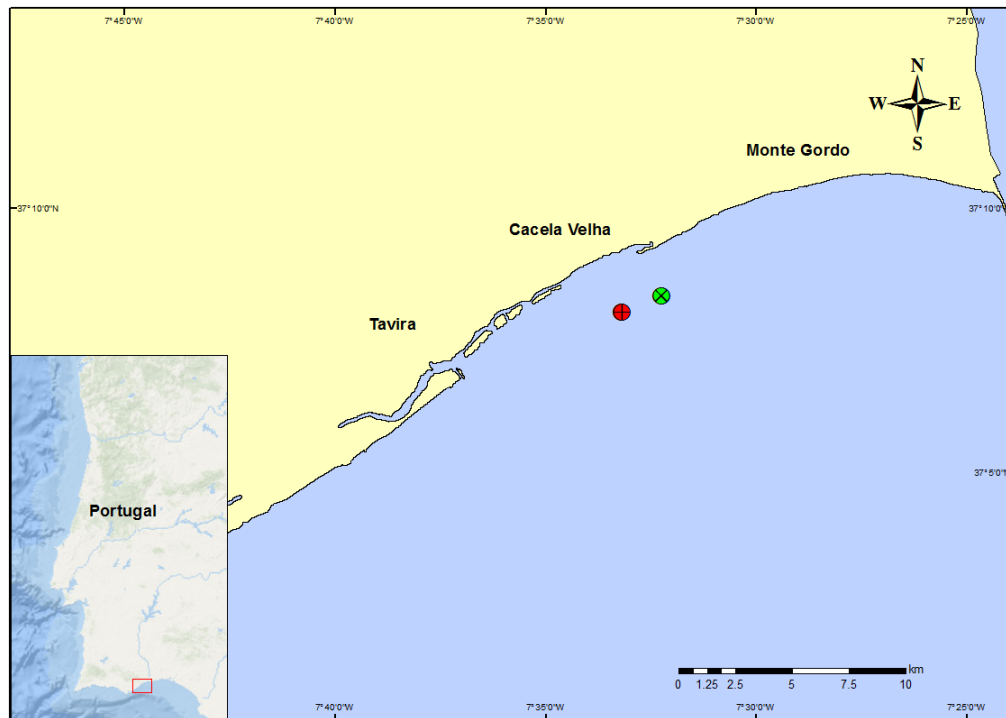 7°45'0"W 7°40'0"W 7°35'0"W 7°30'0"W 7°25'0"W
N
W E
S
Monte Gordo
37°10'0"N 37°10'0"N
Cacela Velha
Tavira
37°5'0"N
Portugal
km
0 1.25 2.5 5 7.5 10
7°40'0"W 7°35'0"W 7°30'0"W 7°25'0"W